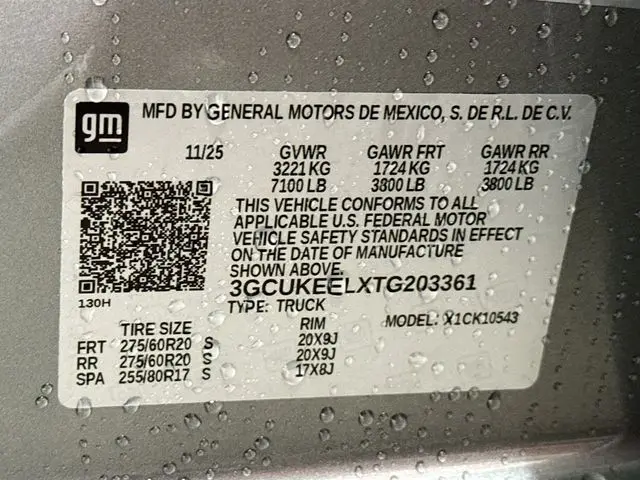 gm MFD BY GENERAL MOTORS DE MEXICO, S. DE R.L. DE C.V.
11/25 GVWR GAWR FRT GAWR RR
3221 KG 1724 KG 1724 KG
7100 LB 3800 LB 3800 LB
THIS VEHICLE CONFORMS TO ALL
APPLICABLE U.S. FEDERAL MOTOR
VEHICLE SAFETY STANDARDS IN EFFECT
ON THE DATE OF MANUFACTURE
SHOWN ABOVE.
3GCUKEELXTG203361
130H
TYPE: TRUCK
TIRE SIZE RIM MODEL: X1CK10543
FRT 275/60R20 S 20X9J
RR 275/60R20 S 20X9J
SPA 255/80R17 S 17X8J